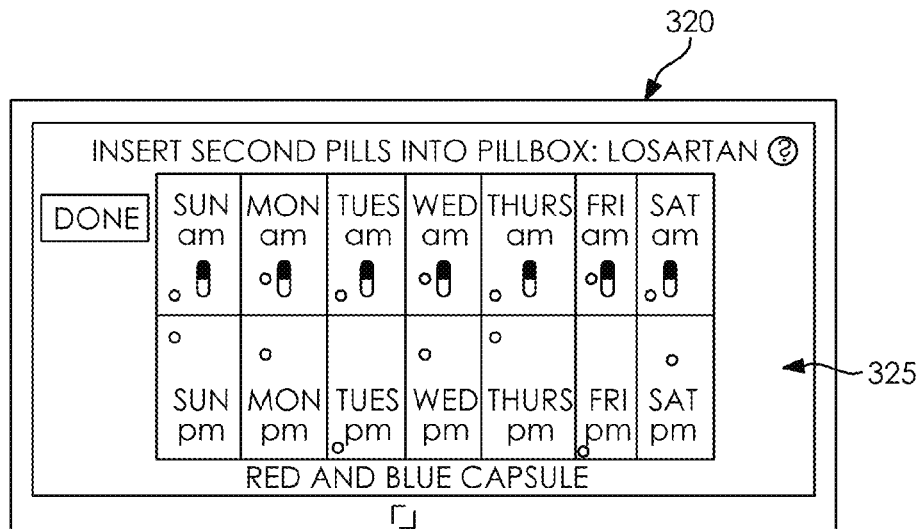 320
INSERT SECOND PILLS INTO PILLBOX: LOSARTAN ?
DONE
SUN MON TUES WED THURS FRI SAT
am am am am am am am
325
SUN MON TUES WED THURS FRI SAT
pm pm pm pm pm pm pm
RED AND BLUE CAPSULE